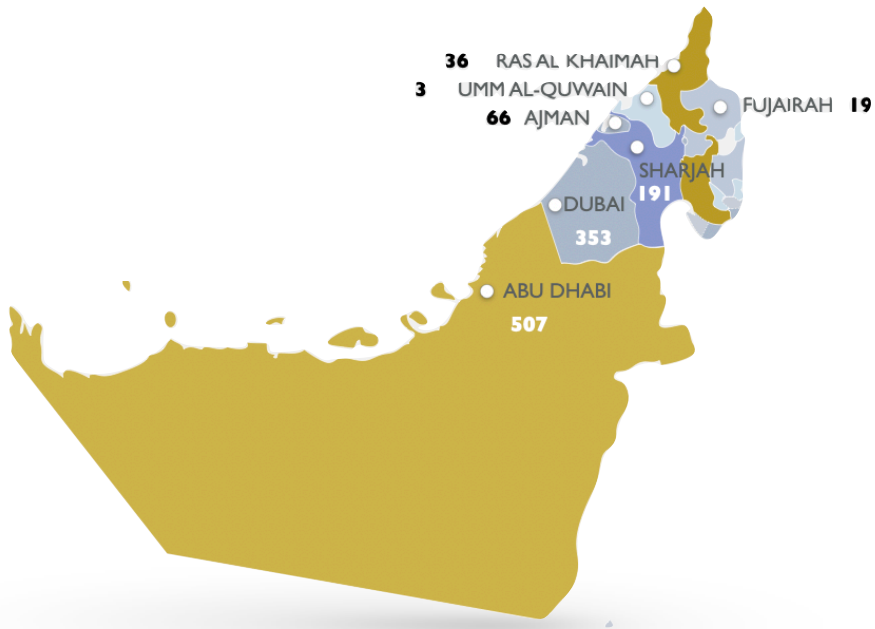 36 RAS AL KHAIMAH
3 UMM AL-QUWAIN
66 AJMAN
FUJAIRAH 19
SHARJAH
191
DUBAI
353
ABU DHABI
507